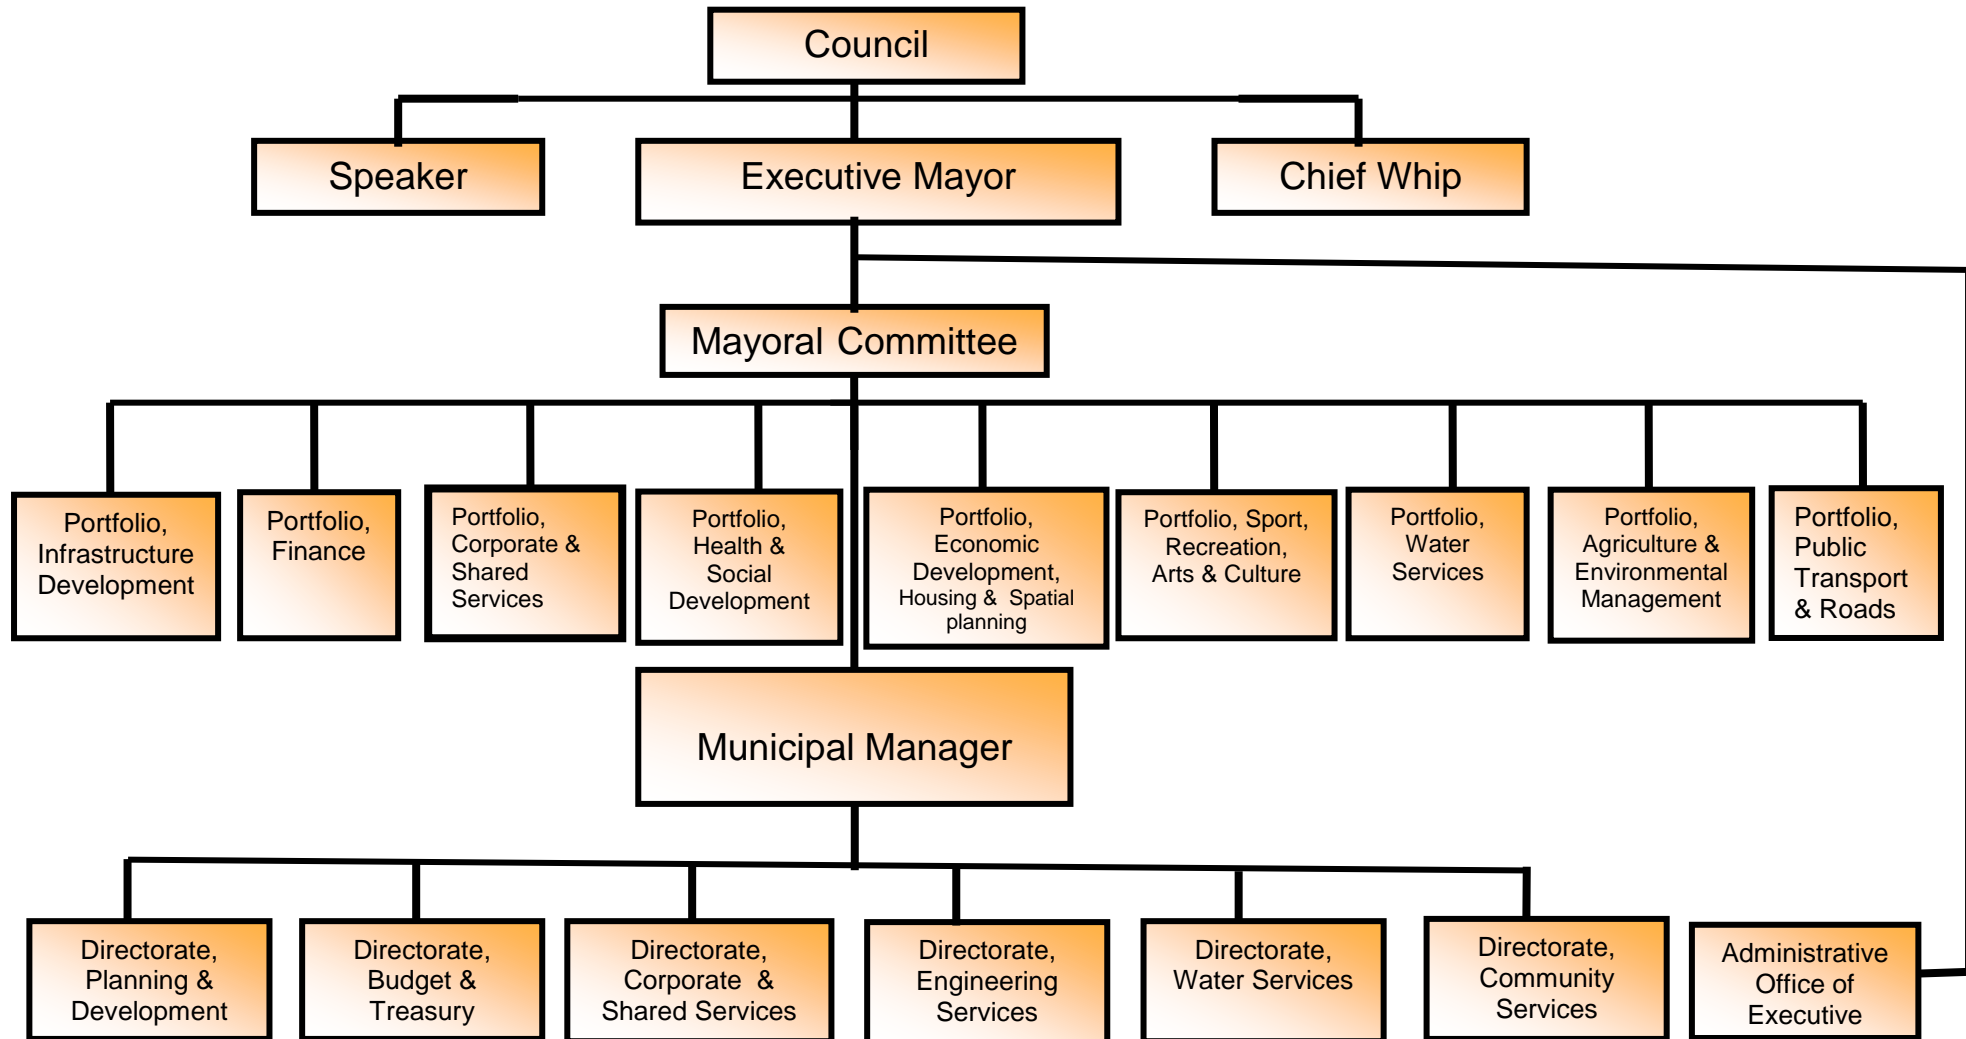 Council
Speaker
Executive Mayor
Chief Whip
Mayoral Committee
Portfolio,
Infrastructure
Development
Portfolio,
Finance
Portfolio,
Corporate &
Shared
Services
Portfolio,
Health &
Social
Development
Portfolio,
Economic
Development,
Housing & Spatial
planning
Portfolio, Sport,
Recreation,
Arts & Culture
Portfolio,
Water
Services
Portfolio,
Agriculture &
Environmental
Management
Portfolio,
Public
Transport
& Roads
Municipal Manager
Directorate,
Planning &
Development
Directorate,
Budget &
Treasury
Directorate,
Corporate &
Shared Services
Directorate,
Engineering
Services
Directorate,
Water Services
Directorate,
Community
Services
Administrative
Office of
Executive